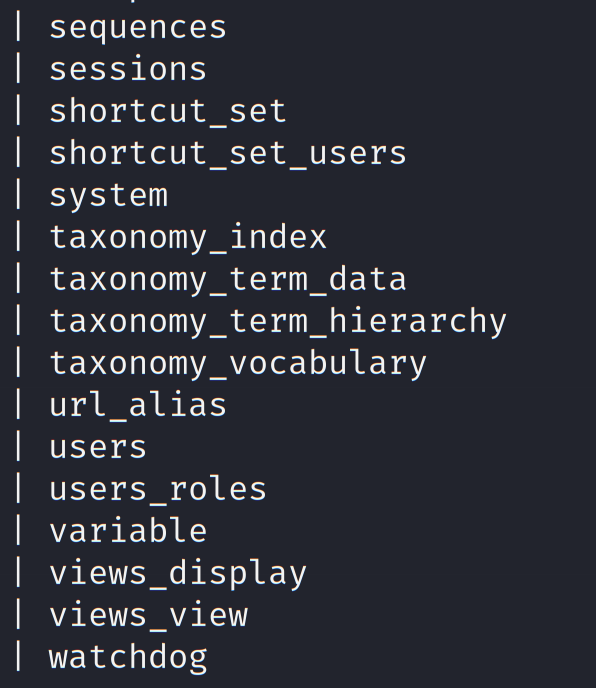 | sequences
| sessions
| shortcut_set
| shortcut_set_users
| system
| taxonomy_index
| taxonomy_term_data
| taxonomy_term_hierarchy
| taxonomy_vocabulary
| url_alias
| users
| users_roles
| variable
| views_display
| views_view
| watchdog